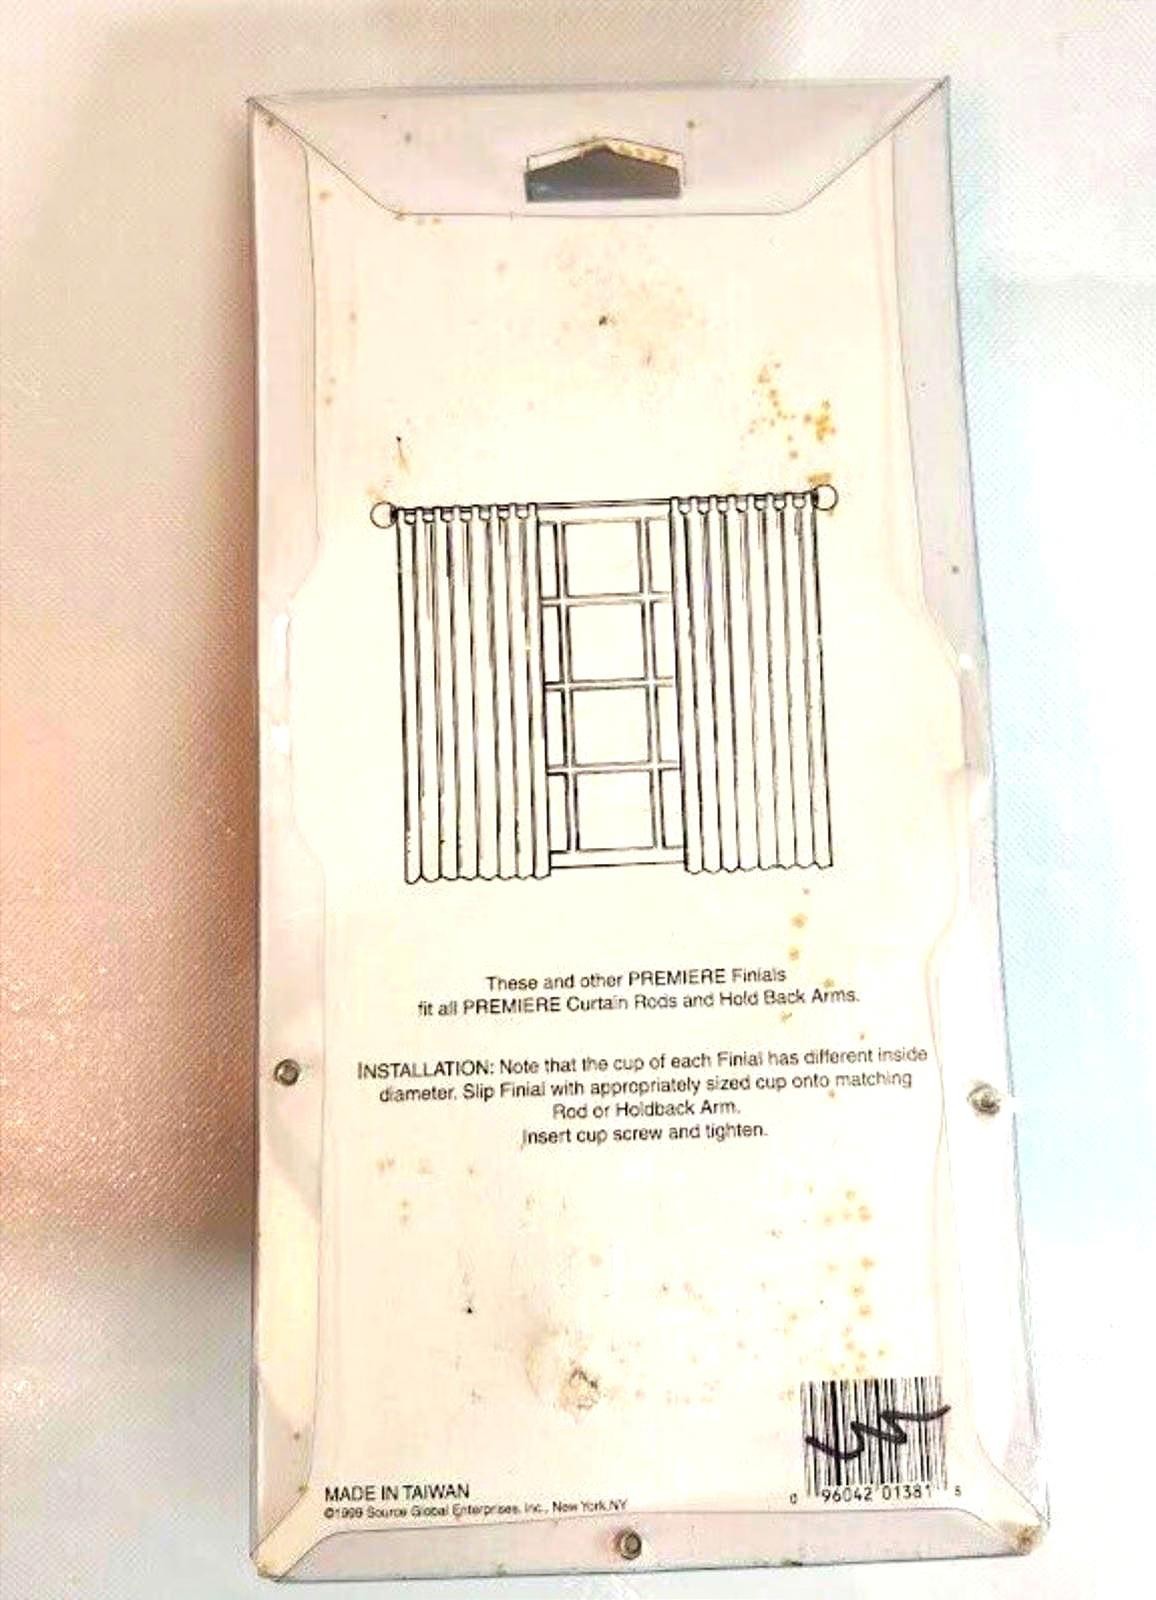 These and other PREMIERE Finials
fit all PREMIERE Curtain Rods and Hold Back Arms.
INSTALLATION: Note that the cup of each Finial has different inside
diameter. Slip Finial with appropriately sized cup onto matching
Rod or Holdback Arm.
Insert cup screw and tighten.
MADE IN TAIWAN
©1999 Source Global Enterprises, Inc., New York, NY
0 96042 01381 5